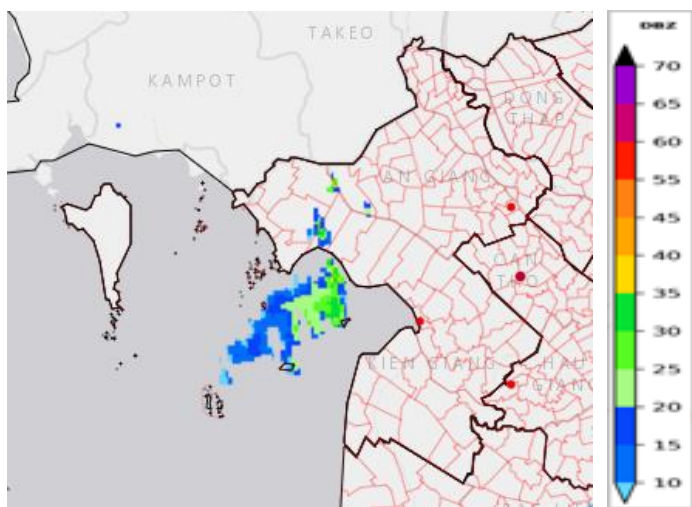 TAKEO
KAMPOT
DONG
THAP
AN GIANG
CAN
THO
KIEN GIANG
HAU
GIANG
DBZ
70
65
60
55
45
40
35
30
25
20
15
10